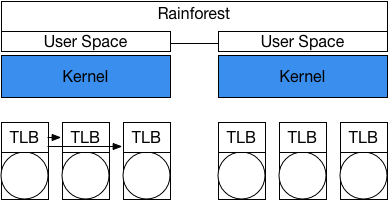 Rainforest
User Space User Space
Kernel Kernel
TLB TLB TLB TLB TLB TLB